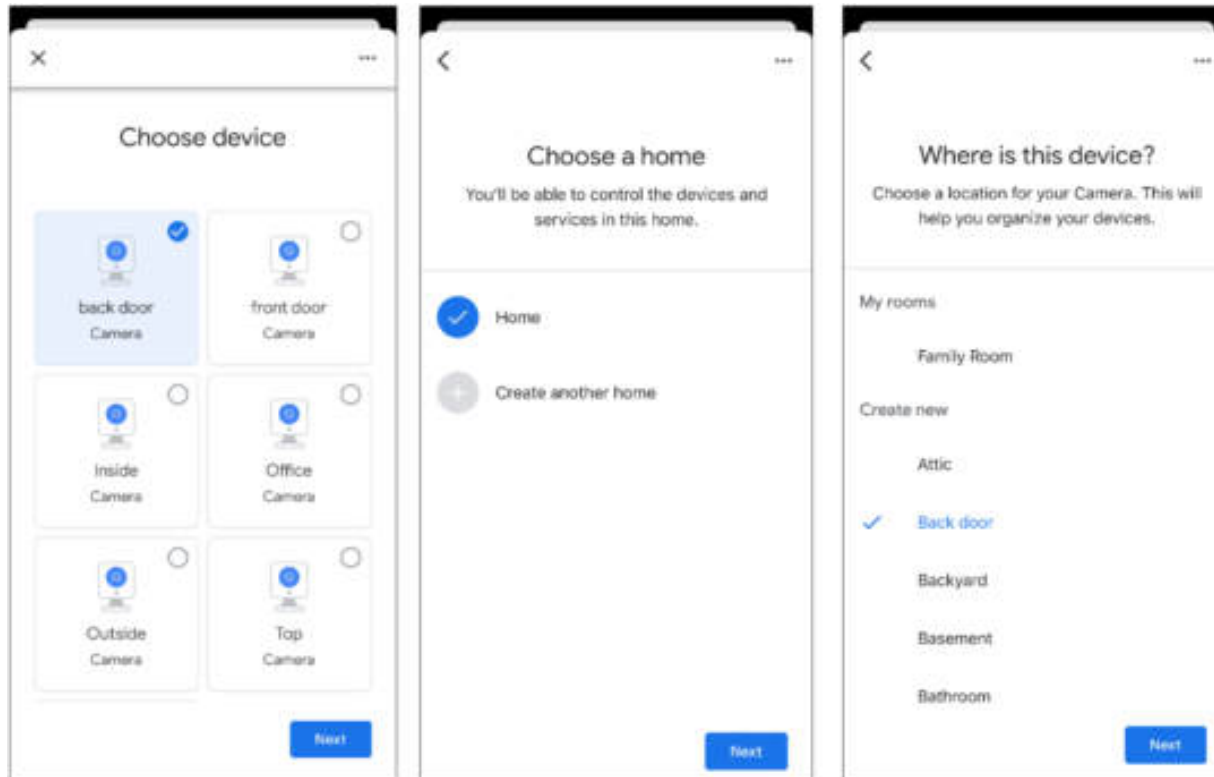 Choose device
back door
Camera
front door
Camera
Inside
Camera
Office
Camera
Outside
Camera
Top
Camera
Next
Choose a home
You'll be able to control the devices and
services in this home.
Home
Create another home
Next
Where is this device?
Choose a location for your Camera. This will
help you organize your devices.
My rooms
Family Room
Create new
Attic
Back door
Backyard
Basement
Bathroom
Next